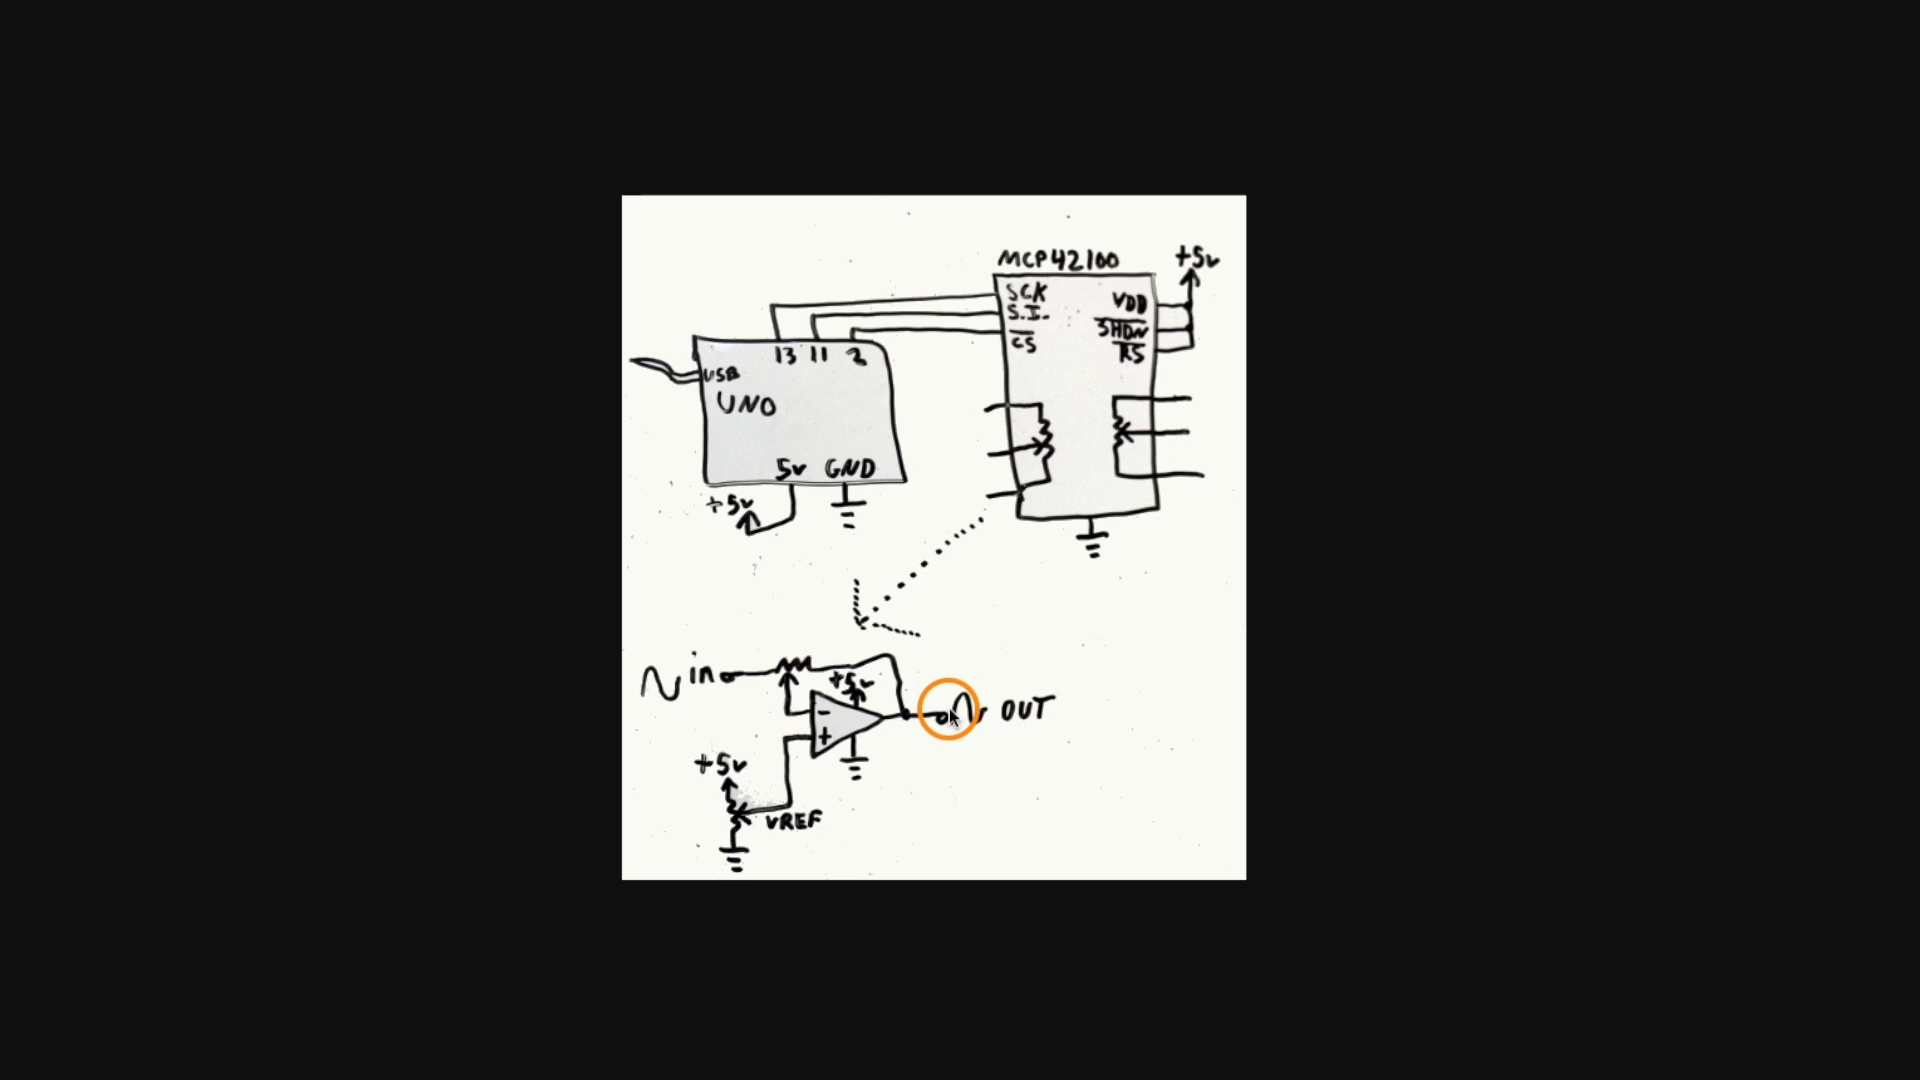 MCP42100
+5v
SCK
S.I.
CS
VDD
SHDN
RS
13 11 2
USB
UNO
5v GND
+5v
in
+5v
-
+
OUT
+5v
VREF